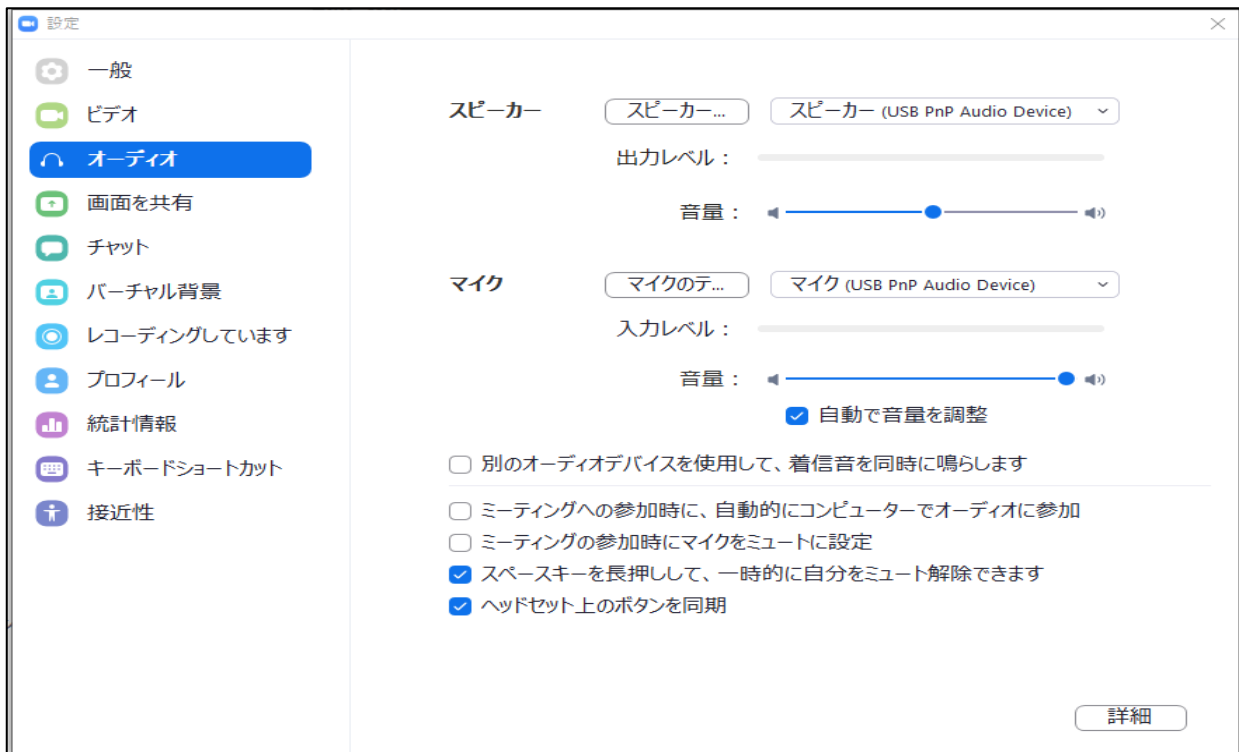 設定
一般
ビデオ
オーディオ
画面を共有
チャット
バーチャル背景
レコーディングしています
プロフィール
統計情報
キーボードショートカット
接近性
スピーカー スピーカー... スピーカー (USB PnP Audio Device)
出力レベル：
音量：
マイク マイクのテ... マイク (USB PnP Audio Device)
入力レベル：
音量：
自動で音量を調整
別のオーディオデバイスを使用して、着信音を同時に鳴らします
ミーティングへの参加時に、自動的にコンピューターでオーディオに参加
ミーティングの参加時にマイクをミュートに設定
スペースキーを長押しして、一時的に自分をミュート解除できます
ヘッドセット上のボタンを同期
詳細